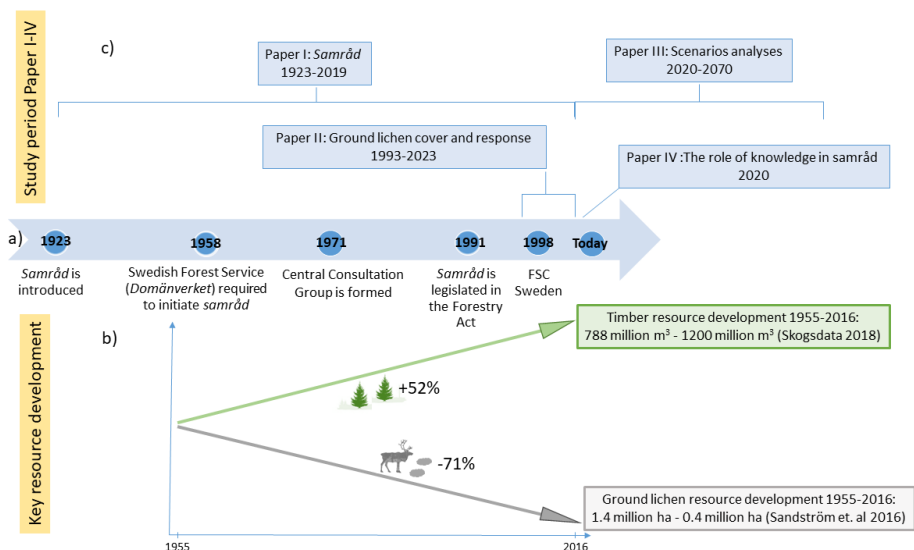 Study period Paper I-IV
c)
Paper I: Samråd
1923-2019
Paper III: Scenarios analyses
2020-2070
Paper II: Ground lichen cover and response
1993-2023
Paper IV :The role of knowledge in samråd
2020
a)
1923
1958
1971
1991
1998
Today
Samråd is
introduced
Swedish Forest Service
(Domänverket) required
to initiate samråd
Central Consultation
Group is formed
Samråd is
legislated in
the Forestry
Act
FSC
Sweden
Key resource development
b)
Timber resource development 1955-2016:
788 million m³ - 1200 million m³ (Skogsdata 2018)
+52%
-71%
Ground lichen resource development 1955-2016:
1.4 million ha - 0.4 million ha (Sandström et. al 2016)
1955
2016